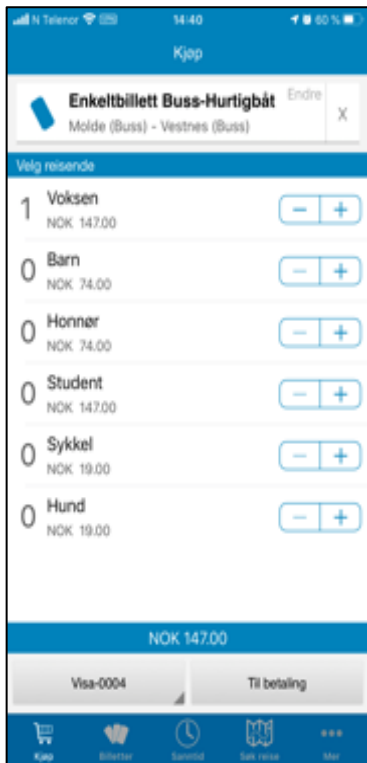 N Telenor
14:40
60 %
Kjøp
Enkeltbillett Buss-Hurtigbåt
Endre
X
Molde (Buss) - Vestnes (Buss)
Velg reisende
1 Voksen
NOK 147.00
0 Barn
NOK 74.00
0 Honnør
NOK 74.00
0 Student
NOK 147.00
0 Sykkel
NOK 19.00
0 Hund
NOK 19.00
NOK 147.00
Visa-0004
Til betaling
Kjøp
Billetter
Sanntid
Søk reise
Mer